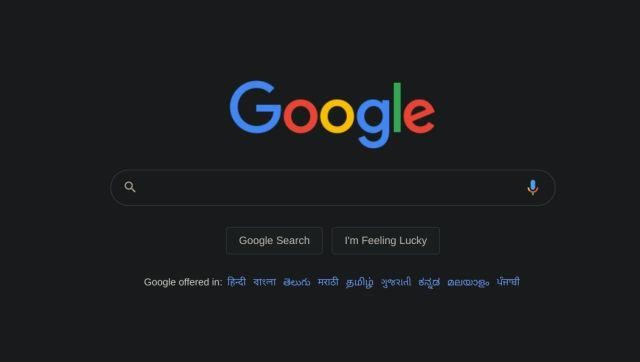 Google
Google Search I'm Feeling Lucky
Google offered in: हिन्दी বাংলা తెలుగు मराठी தமிழ் ગુજરાતી ಕನ್ನಡ മലയാളം ਪੰਜਾਬੀ